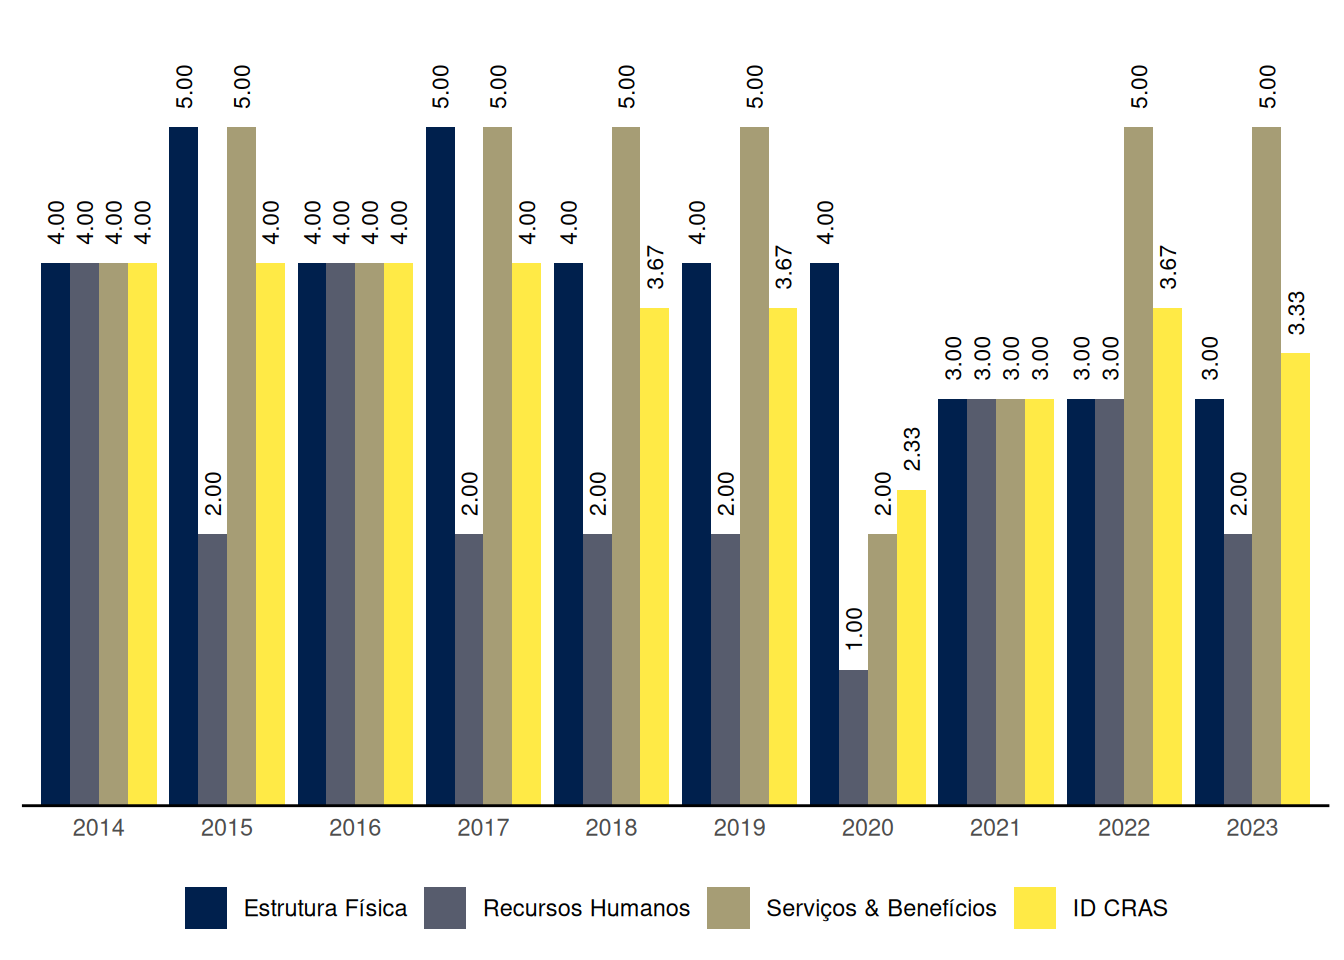 5.00 5.00 5.00 5.00 5.00 5.00 5.00 5.00
4.00 4.00 4.00 4.00 4.00 4.00 4.00 4.00 4.00 4.00 4.00 4.00 4.00
3.67 3.67 3.67
3.00 3.00 3.00 3.00 3.00 3.00 3.00 3.33
2.00 2.00 2.00 2.00 2.00 2.33 2.00
1.00
2014 2015 2016 2017 2018 2019 2020 2021 2022 2023
Estrutura Física Recursos Humanos Serviços & Benefícios ID CRAS